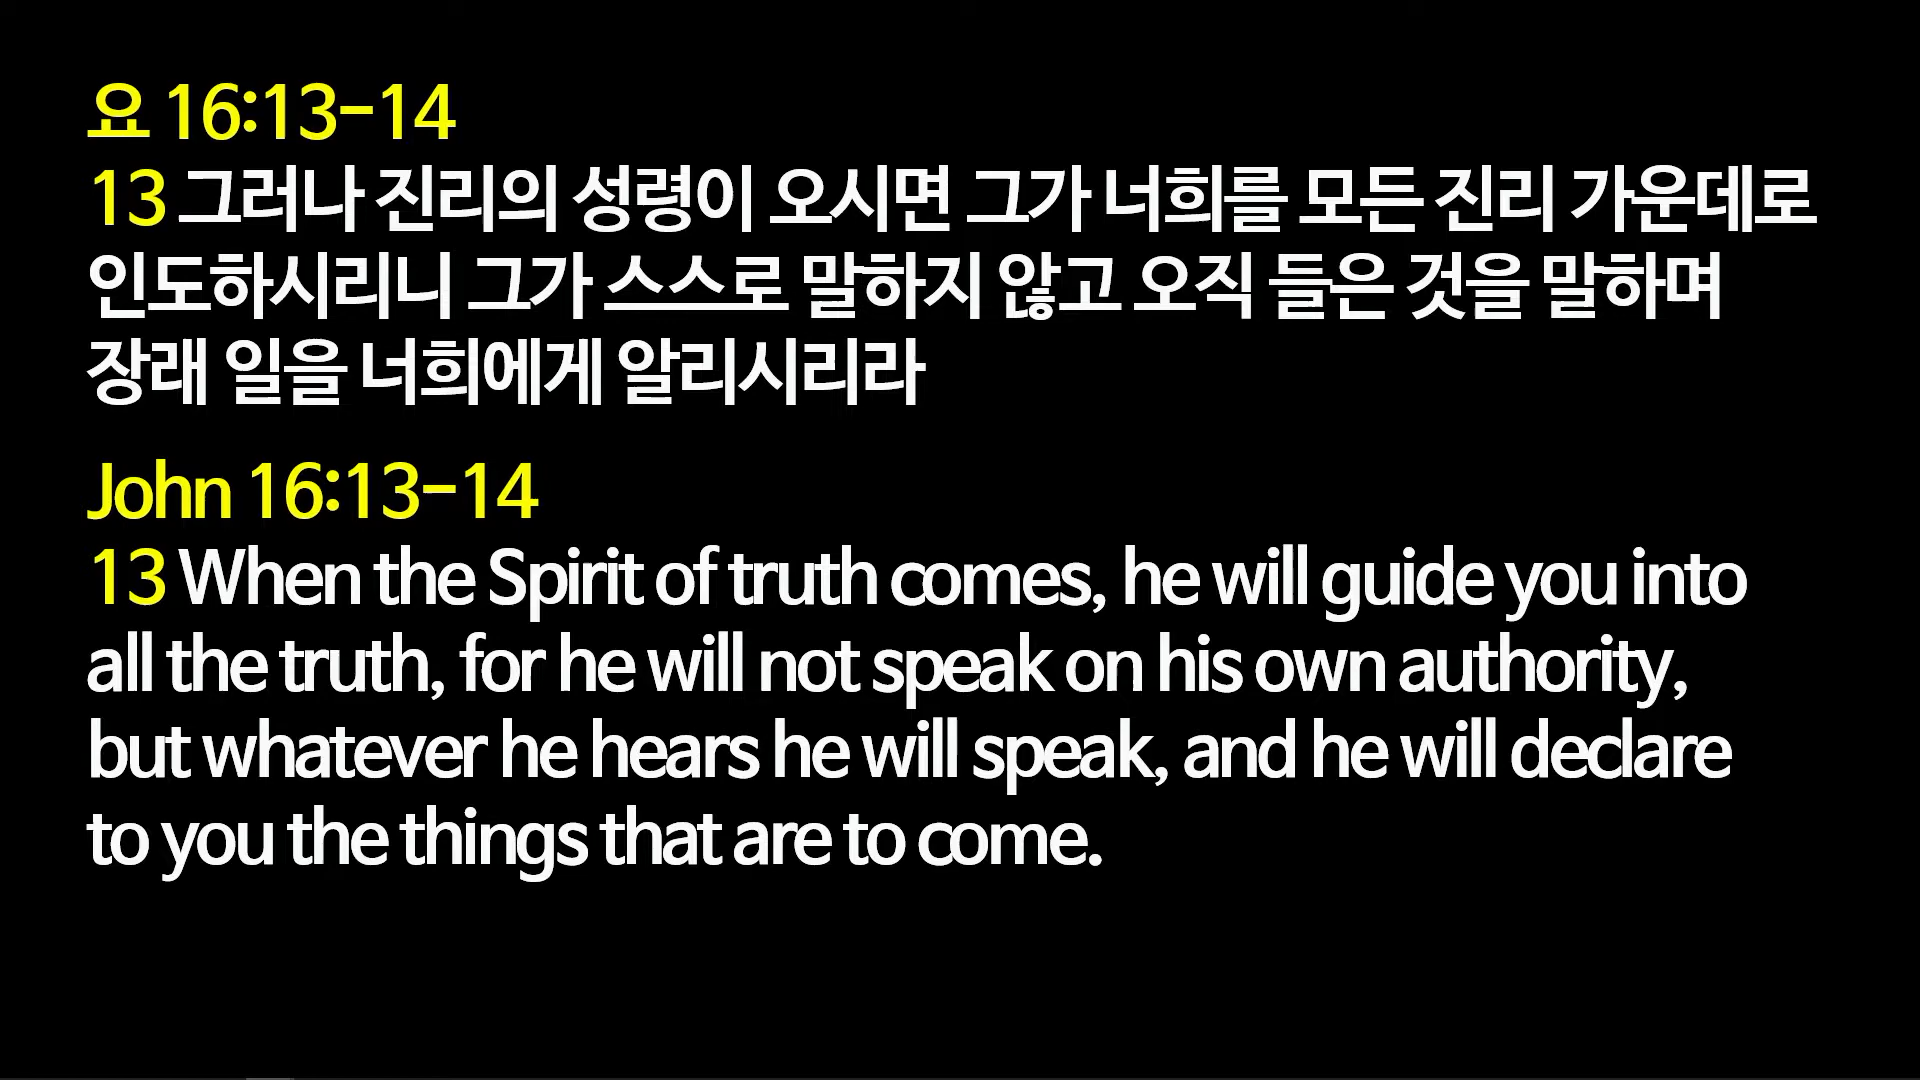 요 16:13-14
13 그러나 진리의 성령이 오시면 그가 너희를 모든 진리 가운데로
인도하시리니 그가 스스로 말하지 않고 오직 들은 것을 말하며
장래 일을 너희에게 알리시리라
John 16:13-14
13 When the Spirit of truth comes, he will guide you into
all the truth, for he will not speak on his own authority,
but whatever he hears he will speak, and he will declare
to you the things that are to come.